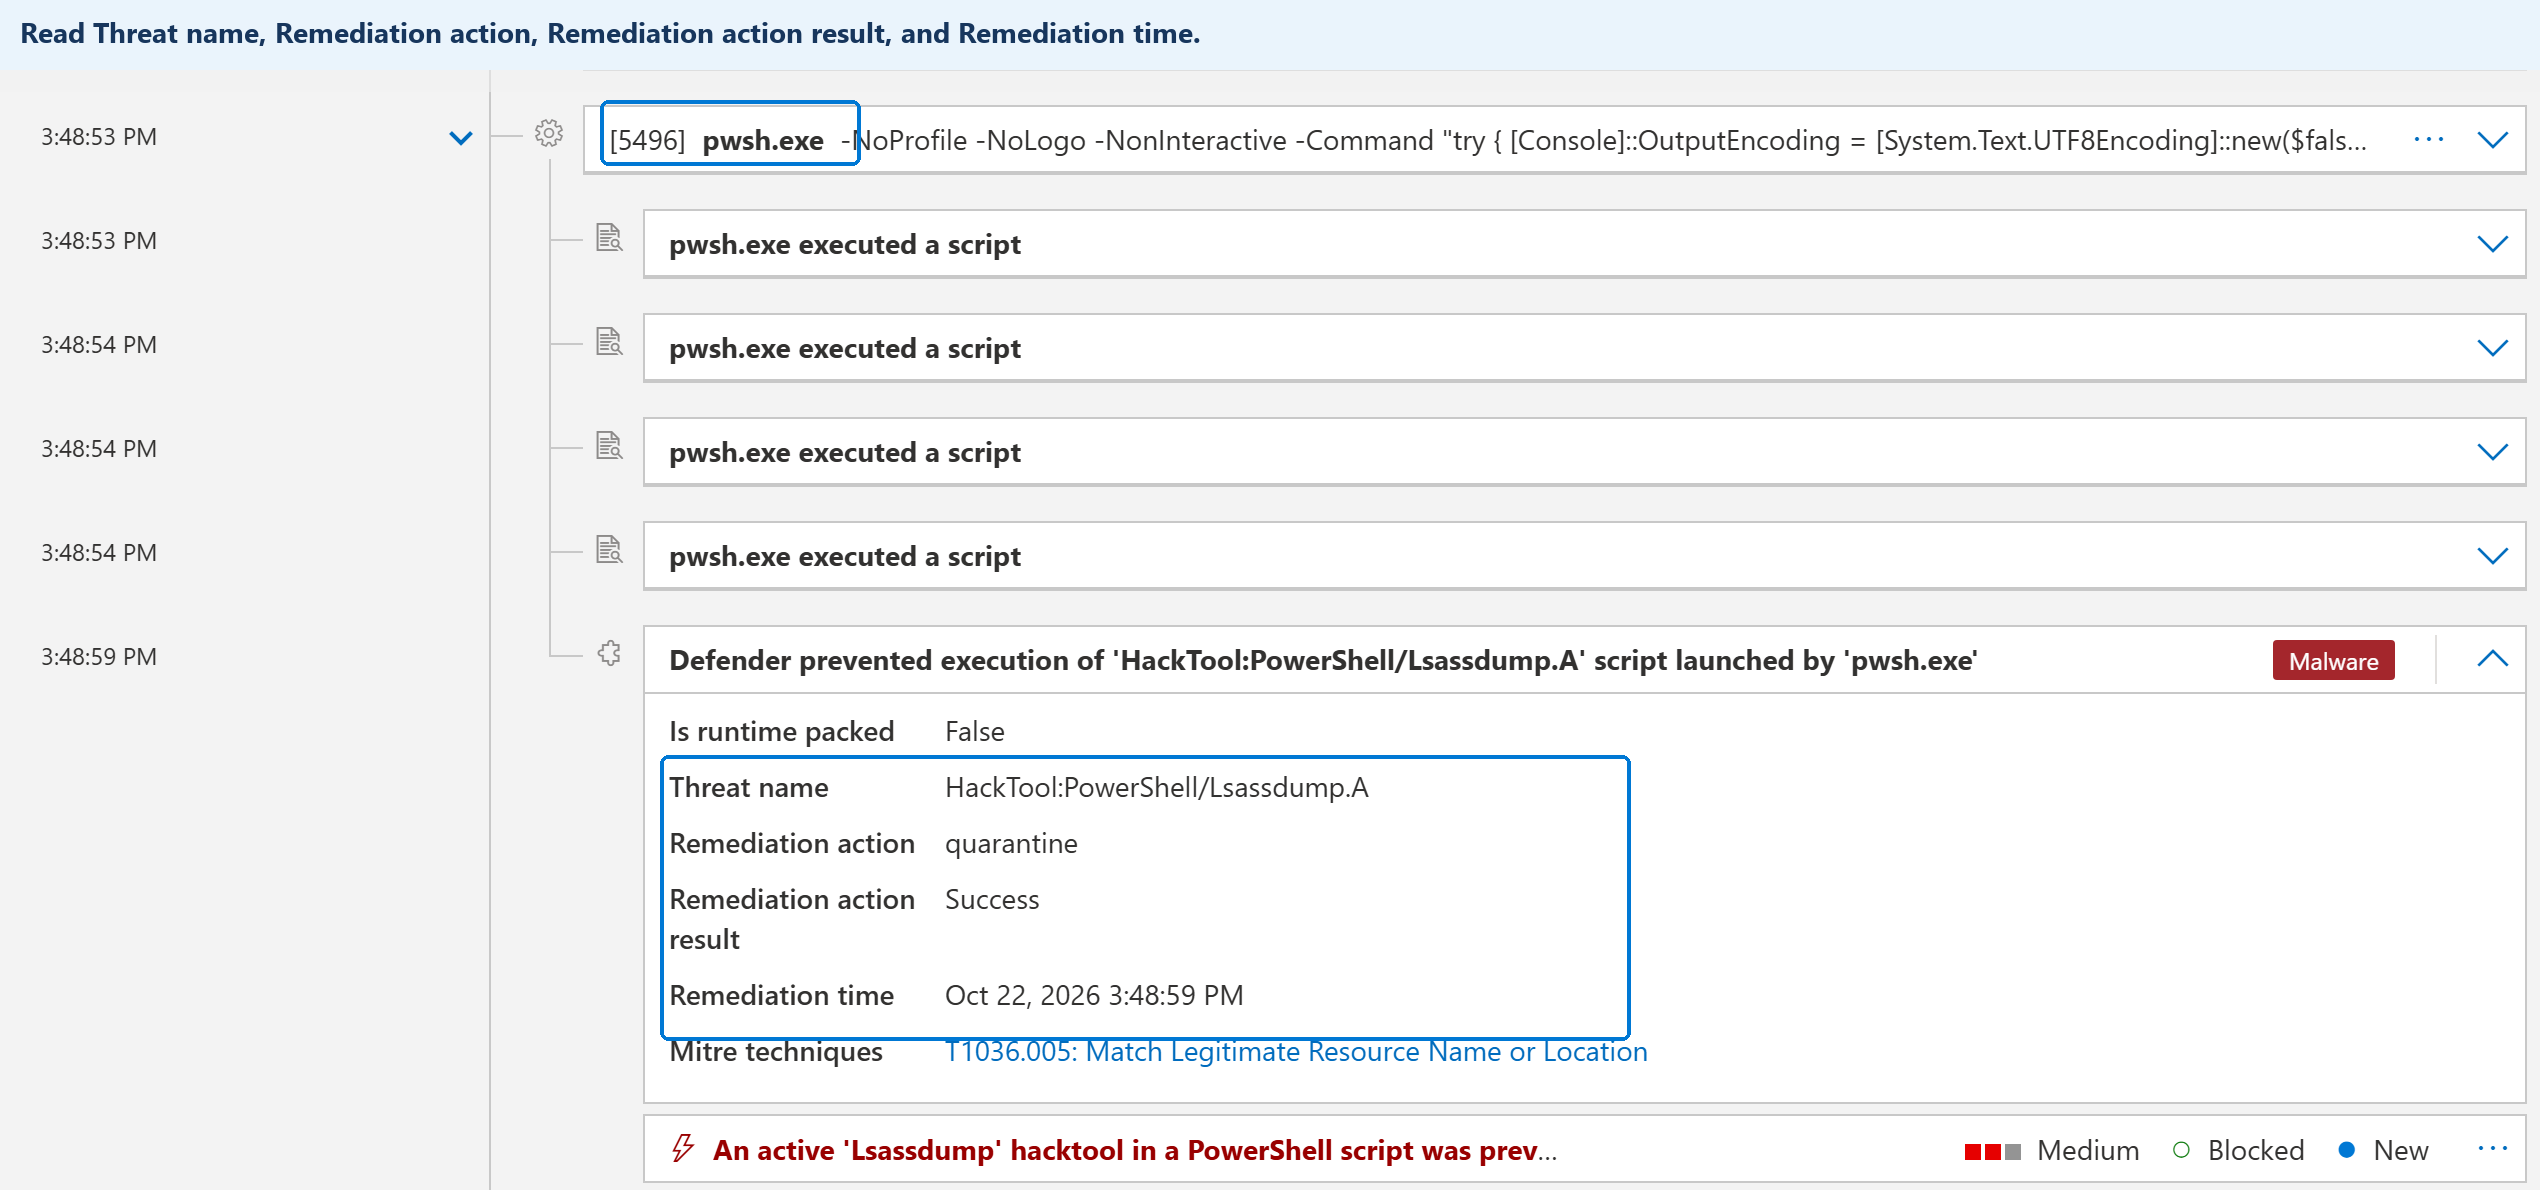 Read Threat name, Remediation action, Remediation action result, and Remediation time.
3:48:53 PM
[5496] pwsh.exe -NoProfile -NoLogo -NonInteractive -Command "try { [Console]::OutputEncoding = [System.Text.UTF8Encoding]::new($fals...
3:48:53 PM
pwsh.exe executed a script
3:48:54 PM
pwsh.exe executed a script
3:48:54 PM
pwsh.exe executed a script
3:48:54 PM
pwsh.exe executed a script
3:48:59 PM
Defender prevented execution of 'HackTool:PowerShell/Lsassdump.A' script launched by 'pwsh.exe'
Malware
Is runtime packed False
Threat name HackTool:PowerShell/Lsassdump.A
Remediation action quarantine
Remediation action Success
result
Remediation time Oct 22, 2026 3:48:59 PM
Mitre techniques T1036.005: Match Legitimate Resource Name or Location
An active 'Lsassdump' hacktool in a PowerShell script was prev...
Medium
Blocked
New